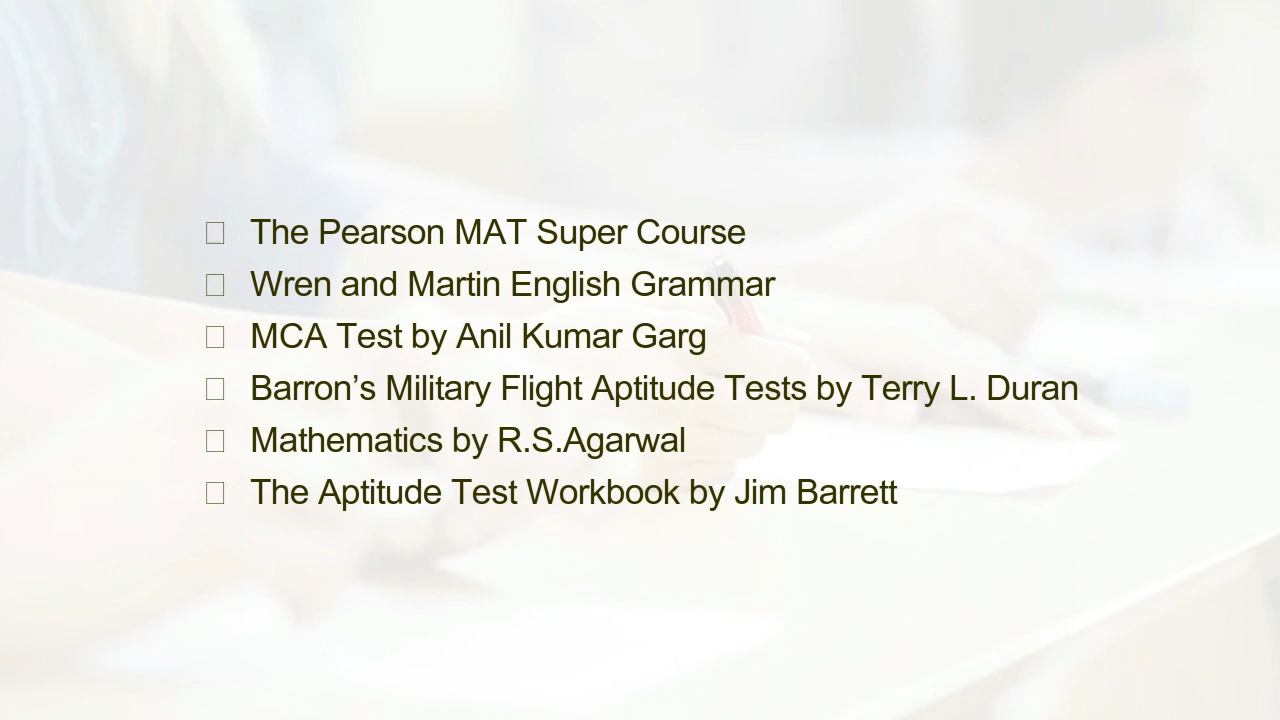 The Pearson MAT Super Course
Wren and Martin English Grammar
MCA Test by Anil Kumar Garg
Barron’s Military Flight Aptitude Tests by Terry L. Duran
Mathematics by R.S.Agarwal
The Aptitude Test Workbook by Jim Barrett